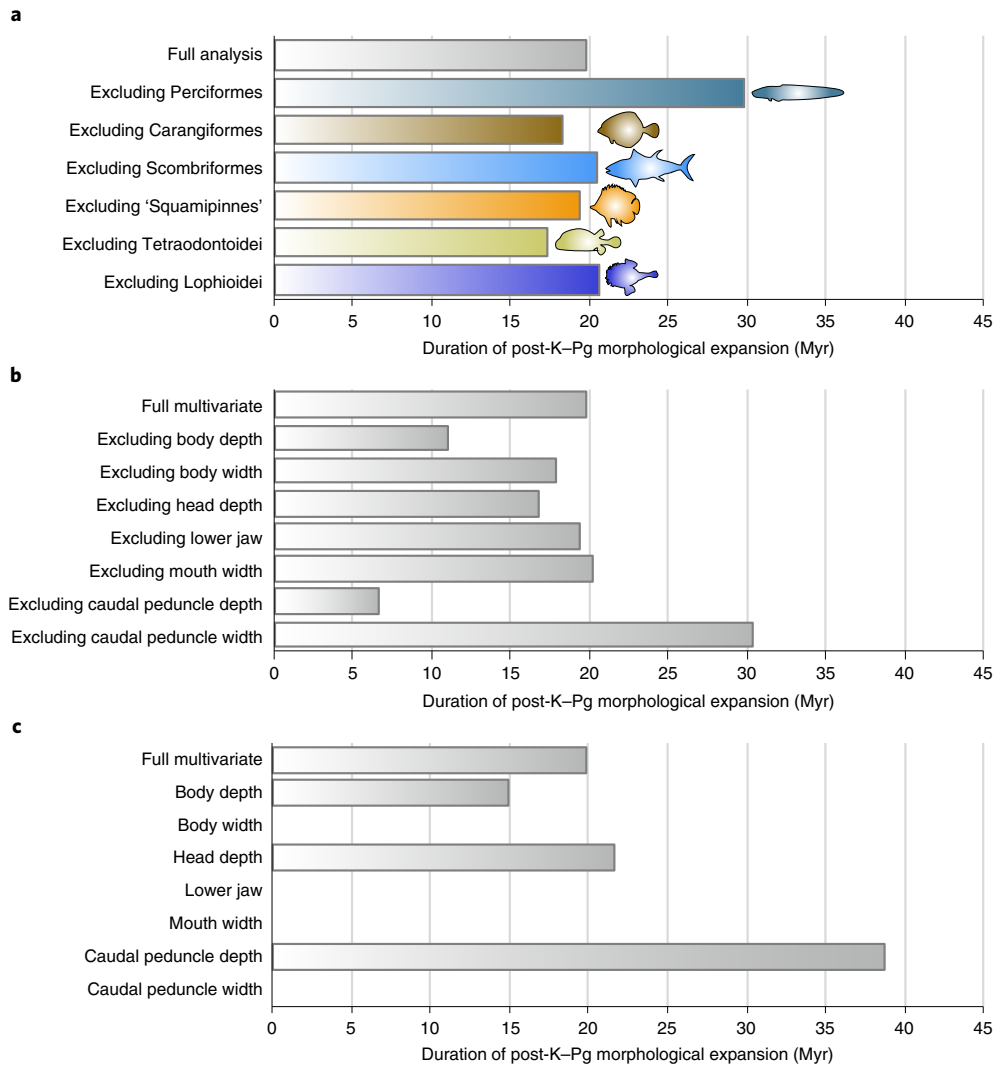 a
Full analysis
Excluding Perciformes
Excluding Carangiformes
Excluding Scombriformes
Excluding ‘Squamipinnes’
Excluding Tetraodontoidei
Excluding Lophioidei
0 5 10 15 20 25 30 35 40 45
Duration of post-K–Pg morphological expansion (Myr)
b
Full multivariate
Excluding body depth
Excluding body width
Excluding head depth
Excluding lower jaw
Excluding mouth width
Excluding caudal peduncle depth
Excluding caudal peduncle width
0 5 10 15 20 25 30 35 40 45
Duration of post-K–Pg morphological expansion (Myr)
c
Full multivariate
Body depth
Body width
Head depth
Lower jaw
Mouth width
Caudal peduncle depth
Caudal peduncle width
0 5 10 15 20 25 30 35 40 45
Duration of post-K–Pg morphological expansion (Myr)